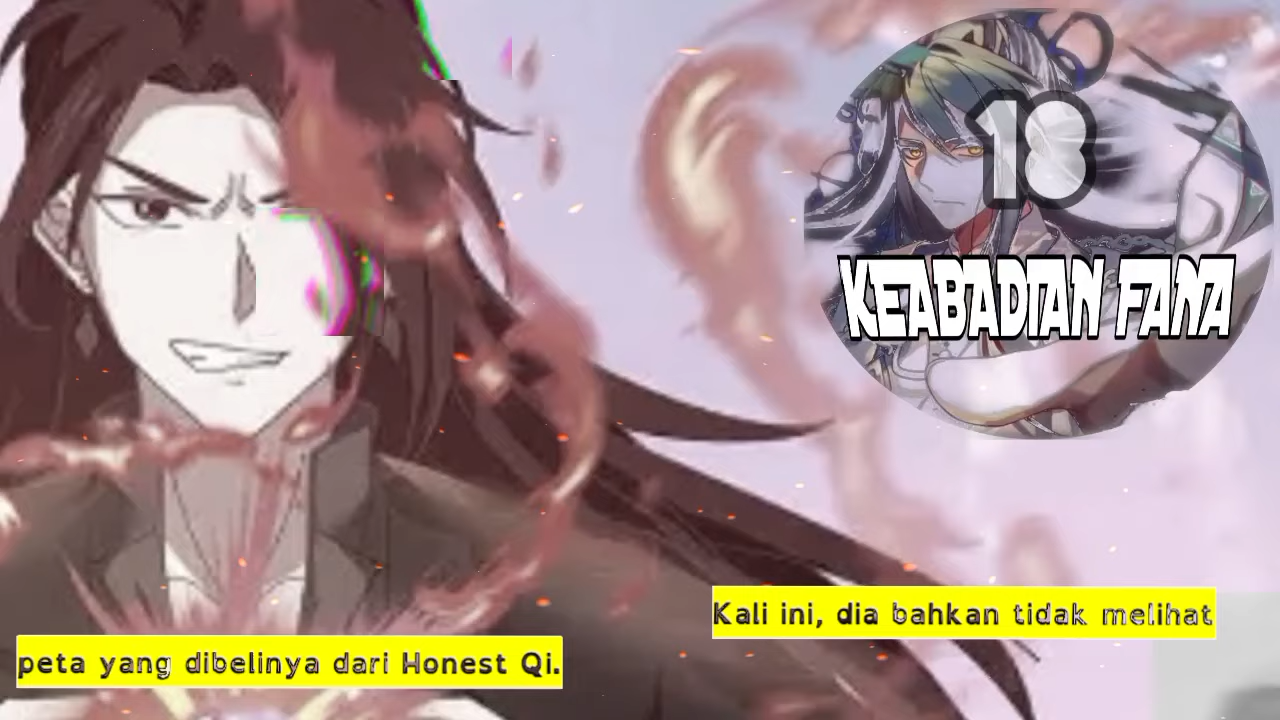 18
KEABADIAN FANA
Kali ini, dia bahkan tidak melihat
peta yang dibelinya dari Honest Qi.